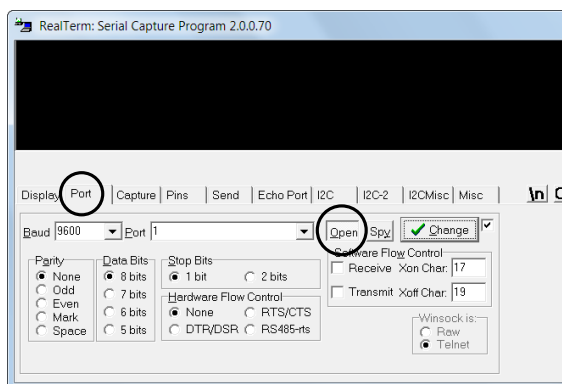 RealTerm: Serial Capture Program 2.0.0.70
Display Port Capture Pins Send Echo Port I2C I2C-2 I2CMisc Misc \n
Baud 9600 Port 1 Open Spy Change
Parity Data Bits Stop Bits Software Flow Control
None 8 bits 1 bit 2 bits Receive Xon Char: 17
Odd 7 bits Hardware Flow Control Transmit Xoff Char: 19
Even 6 bits None RTS/CTS
Mark 5 bits DTR/DSR RS485-rts
Space
Winsock is:
Raw
Telnet